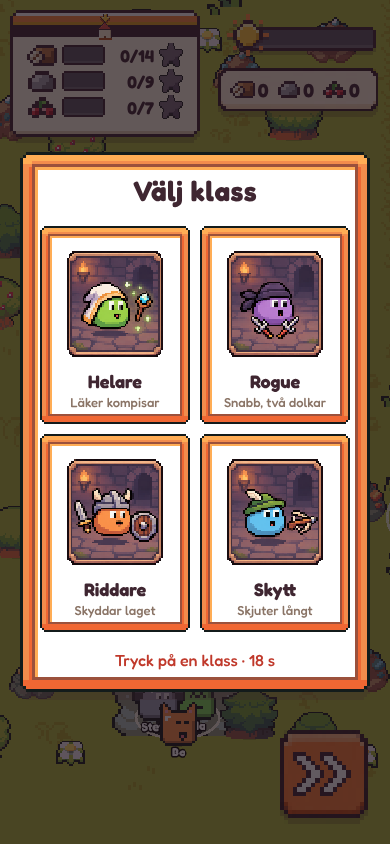 0/14
0/9
0/7
0 0 0
Välj klass
Helare
Läker kompisar
Rogue
Snabb, två dolkar
Riddare
Skyddar laget
Skytt
Skjuter långt
Tryck på en klass · 18 s